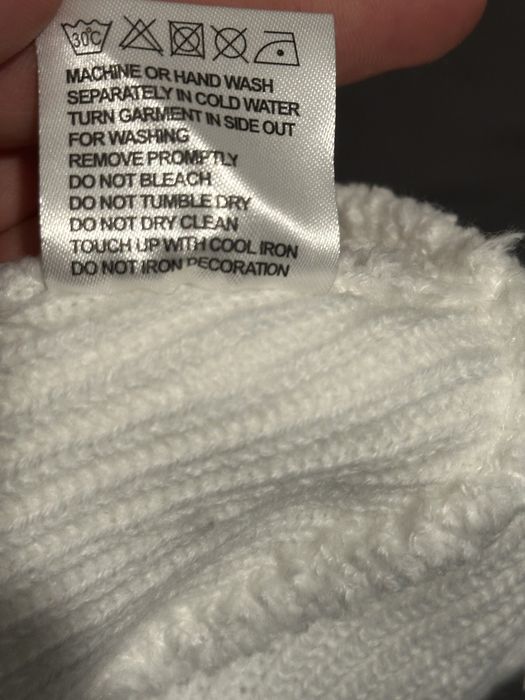 30°C
MACHINE OR HAND WASH
SEPARATELY IN COLD WATER
TURN GARMENT IN SIDE OUT
FOR WASHING
REMOVE PROMPTLY
DO NOT BLEACH
DO NOT TUMBLE DRY
DO NOT DRY CLEAN
TOUCH UP WITH COOL IRON
DO NOT IRON DECORATION